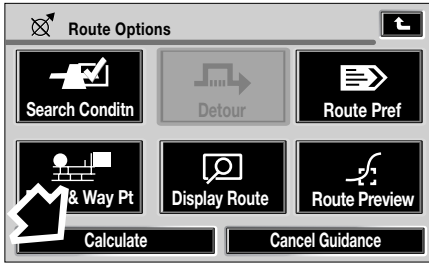 Route Options
Search Conditn
Detour
Route Pref
& Way Pt
Display Route
Route Preview
Calculate
Cancel Guidance